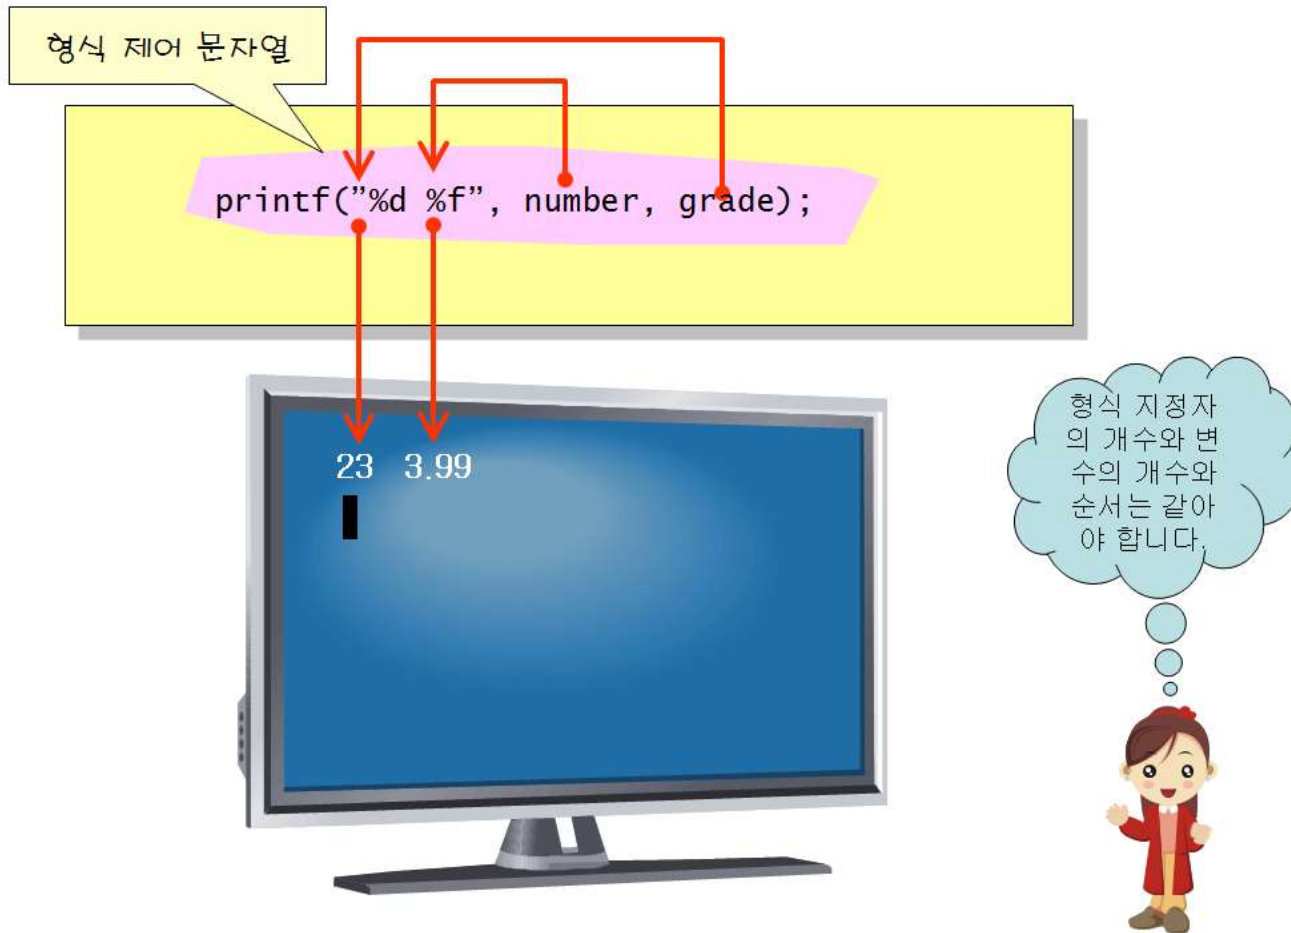 형식 제어 문자열
printf(”%d %f”, number, grade);
23 3.99
형식 지정자
의 개수와 변
수의 개수와
순서는 같아
야 합니다.